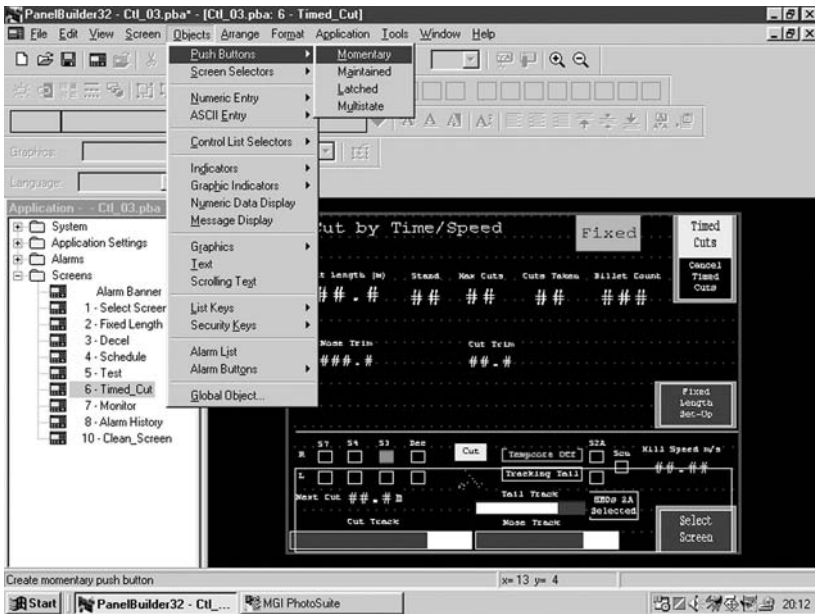 PanelBuilder32 - Ctl_03.pba* - [Ctl_03.pba: 6 - Timed_Cut]
File Edit View Screen Objects Arrange Format Application Tools Window Help
Push Buttons
Screen Selectors
Numeric Entry
ASCII Entry
Control List Selectors
Indicators
Graphic Indicators
Numeric Data Display
Message Display
Graphics
Text
Scrolling Text
List Keys
Security Keys
Alarm List
Alarm Buttons
Global Object...
Momentary
Maintained
Latched
Multistate
Graphics:
Language:
Application - - Ctl_03.pba
System
Application Settings
Alarms
Screens
Alarm Banner
1 - Select Screen
2 - Fixed Length
3 - Decel
4 - Schedule
5 - Test
6 - Timed_Cut
7 - Monitor
8 - Alarm History
10 - Clean_Screen
Cut by Time/Speed
Fixed
Timed
Cuts
Cancel
Timed
Cuts
t Length (m) Stand Max Cuts Cuts Taken Billet Count
##.# ## ## ## ###
Nose Trim Cut Trim
###.# ##.#
Fixed
Length
Set-Up
S7 S4 S3 Dec Cut Tempcore Off S2A Scn Mill Speed m/s
R
##.##
L Tracking Tail
Next Cut ##.# m
Tail Track
HMD@ 2A
Selected
Cut Track Nose Track
Select
Screen
Create momentary push button x= 13 y= 4
Start PanelBuilder32 - Ctl_... MGI PhotoSuite 20:12